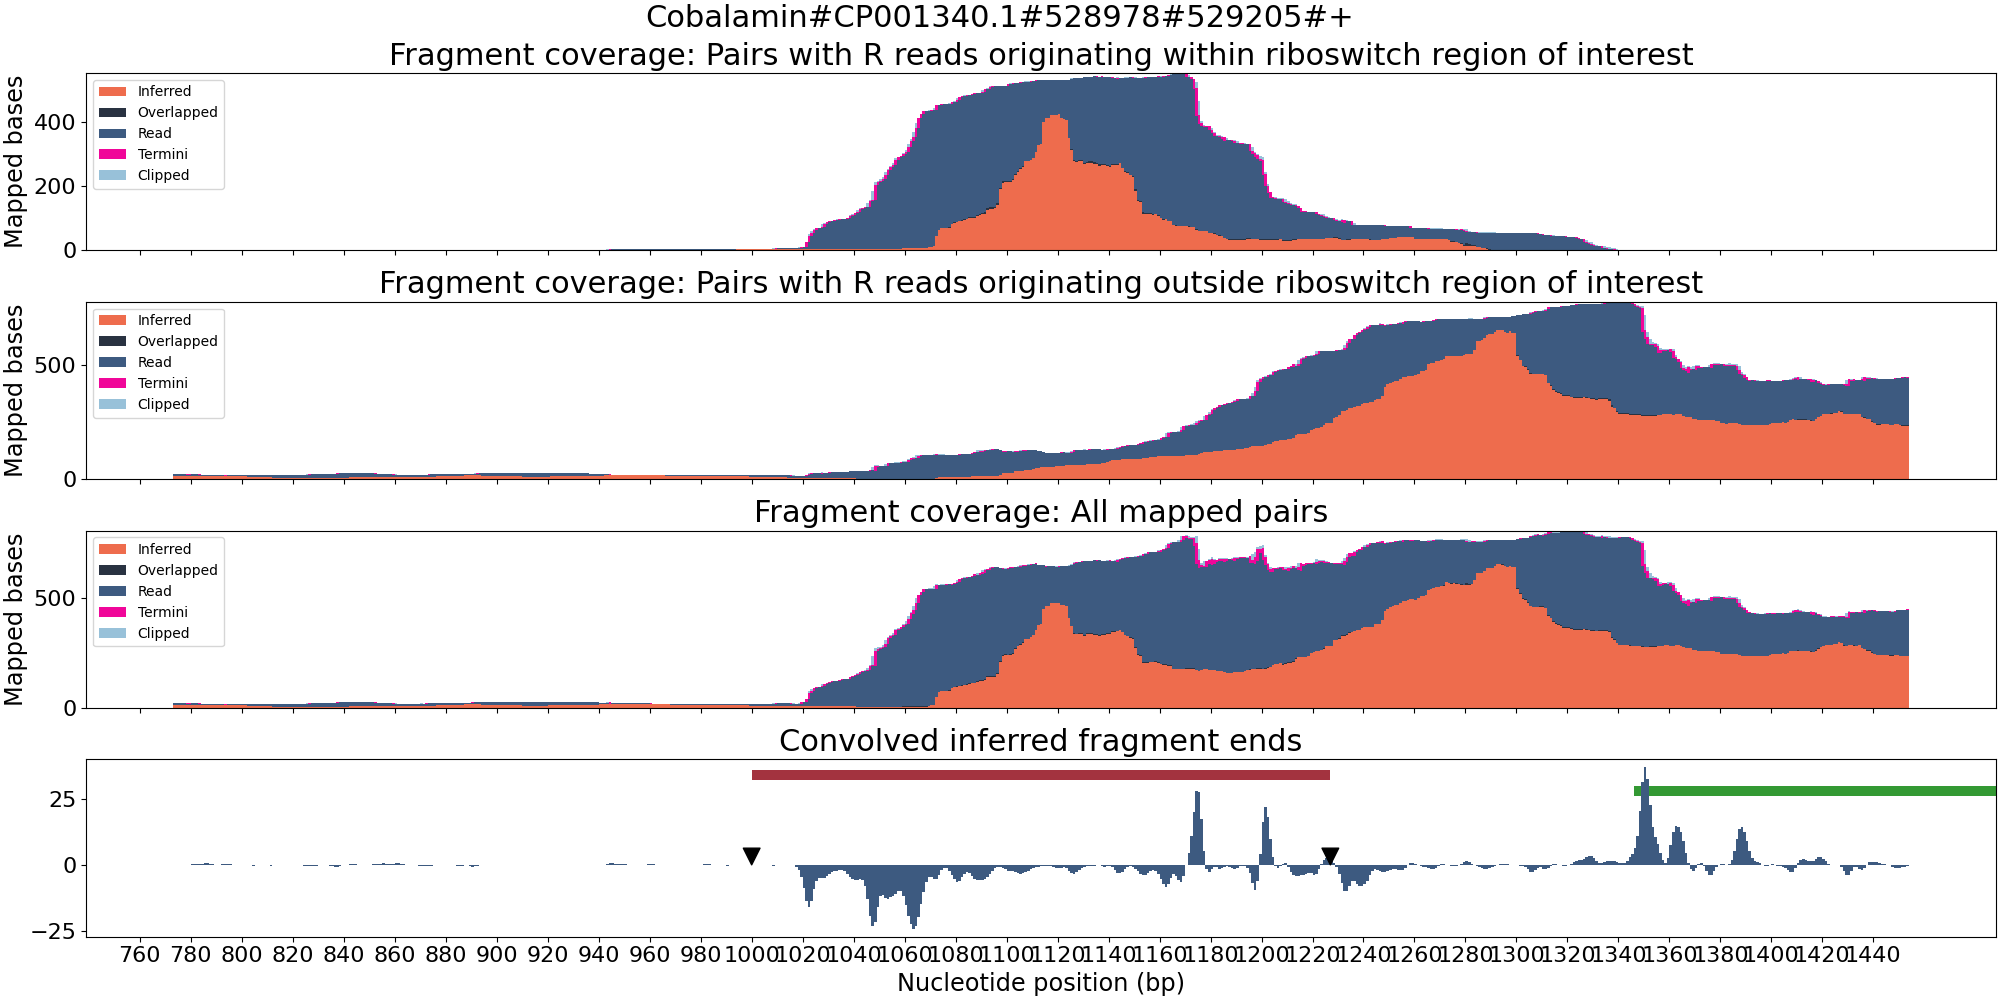 Cobalamin#CP001340.1#528978#529205#+
Fragment coverage: Pairs with R reads originating within riboswitch region of interest
Mapped bases
400
200
0
Inferred
Overlapped
Read
Termini
Clipped
Fragment coverage: Pairs with R reads originating outside riboswitch region of interest
Mapped bases
500
0
Inferred
Overlapped
Read
Termini
Clipped
Fragment coverage: All mapped pairs
Mapped bases
500
0
Inferred
Overlapped
Read
Termini
Clipped
Convolved inferred fragment ends
25
0
−25
760 780 800 820 840 860 880 900 920 940 960 980 1000 1020 1040 1060 1080 1100 1120 1140 1160 1180 1200 1220 1240 1260 1280 1300 1320 1340 1360 1380 1400 1420 1440
Nucleotide position (bp)